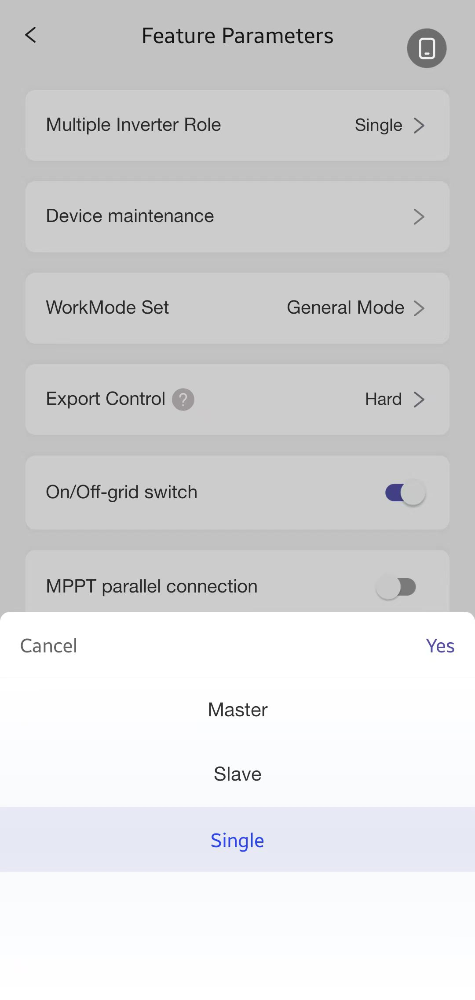 Feature Parameters
Multiple Inverter Role Single
Device maintenance
WorkMode Set General Mode
Export Control ? Hard
On/Off-grid switch
MPPT parallel connection
Cancel Yes
Master
Slave
Single